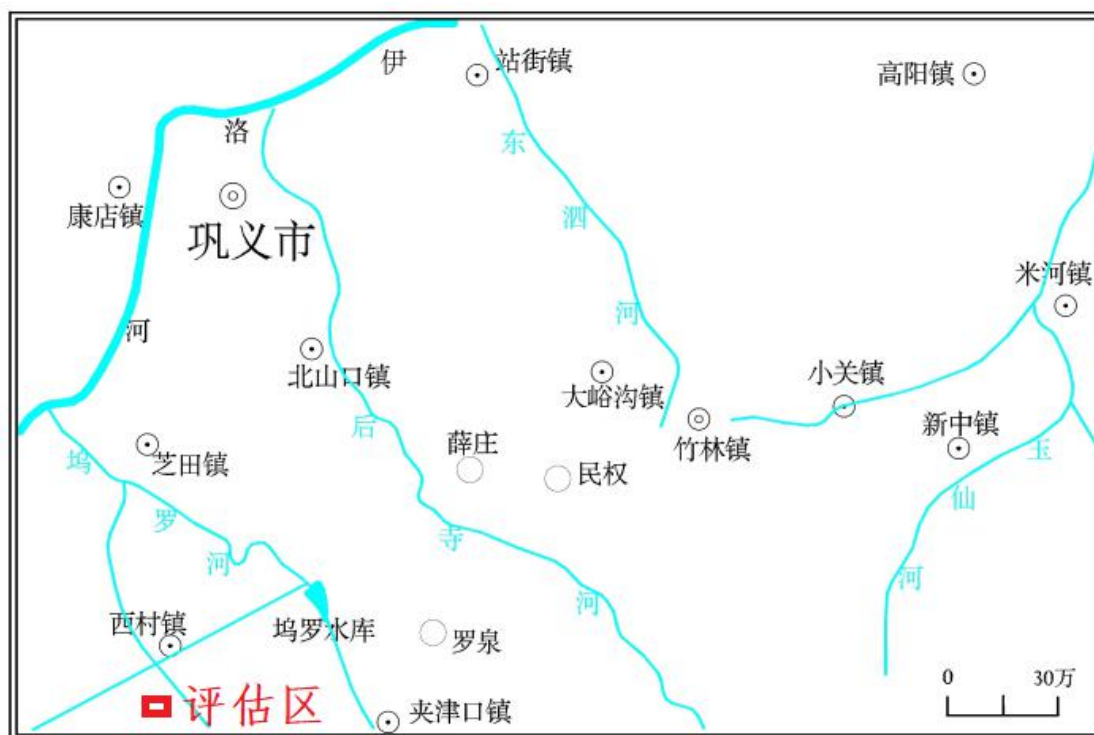 伊
站街镇
高阳镇
洛
东
康店镇
泗
巩义市
米河镇
河
河
北山口镇
大峪沟镇
小关镇
后
薛庄
民权
竹林镇
新中镇
玉
坞
芝田镇
仙
罗
寺
河
河
河
西村镇
坞罗水库
罗泉
0 30万
评估区
夹津口镇